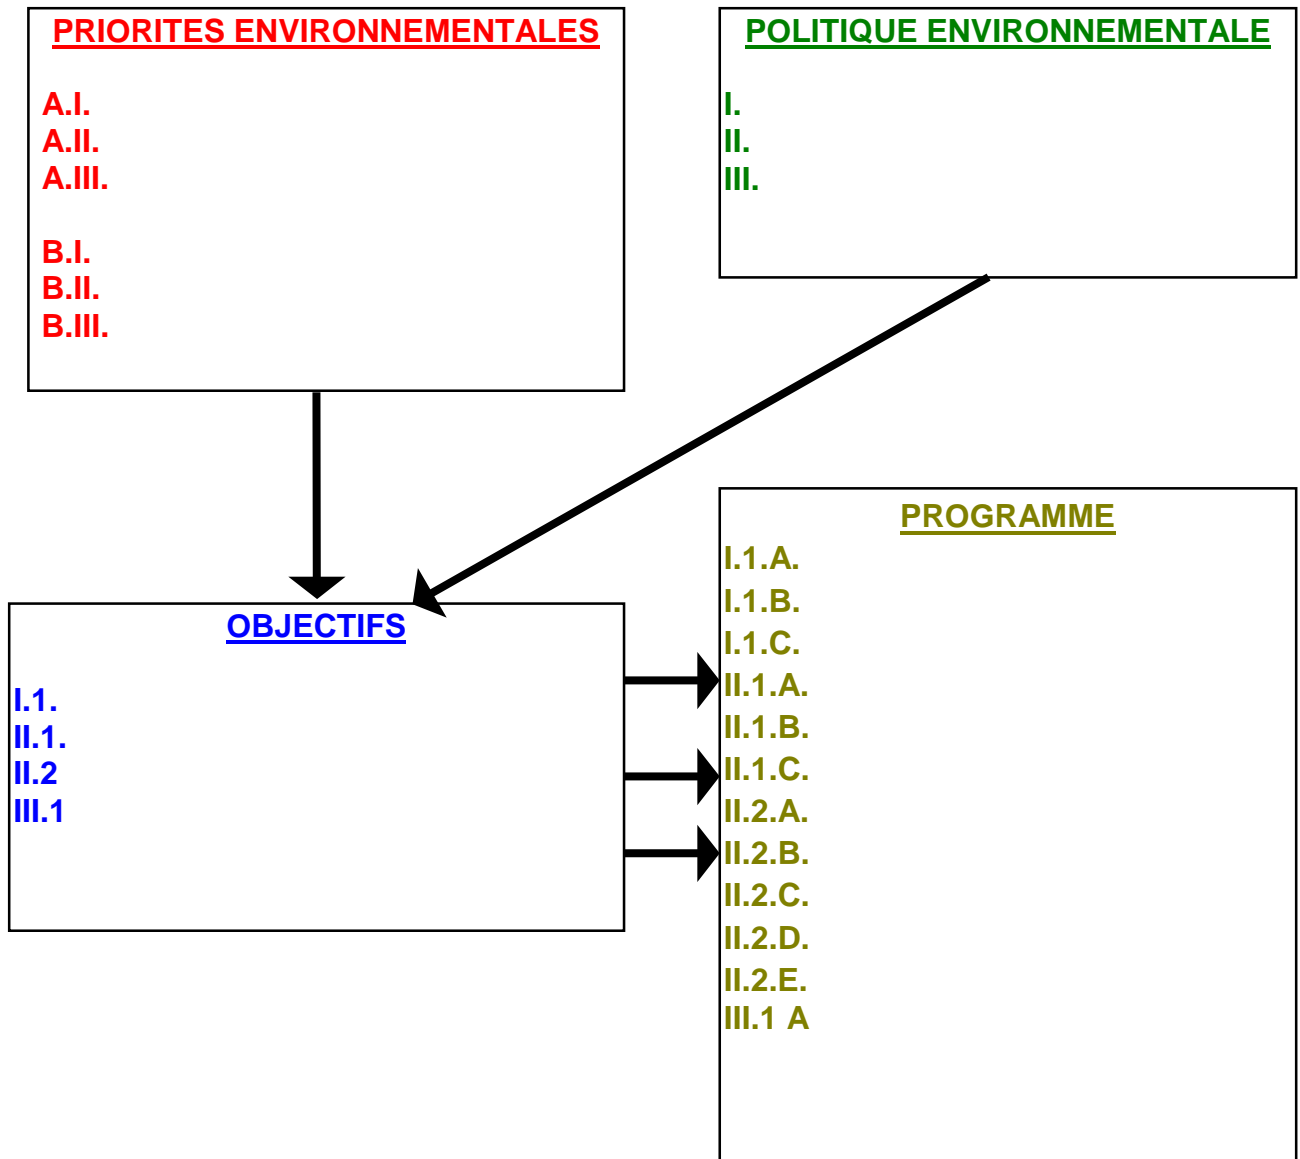 PRIORITES ENVIRONNEMENTALES
A.I.
A.II.
A.III.
B.I.
B.II.
B.III.
POLITIQUE ENVIRONNEMENTALE
I.
II.
III.
OBJECTIFS
I.1.
II.1.
II.2
III.1
PROGRAMME
I.1.A.
I.1.B.
I.1.C.
II.1.A.
II.1.B.
II.1.C.
II.2.A.
II.2.B.
II.2.C.
II.2.D.
II.2.E.
III.1 A